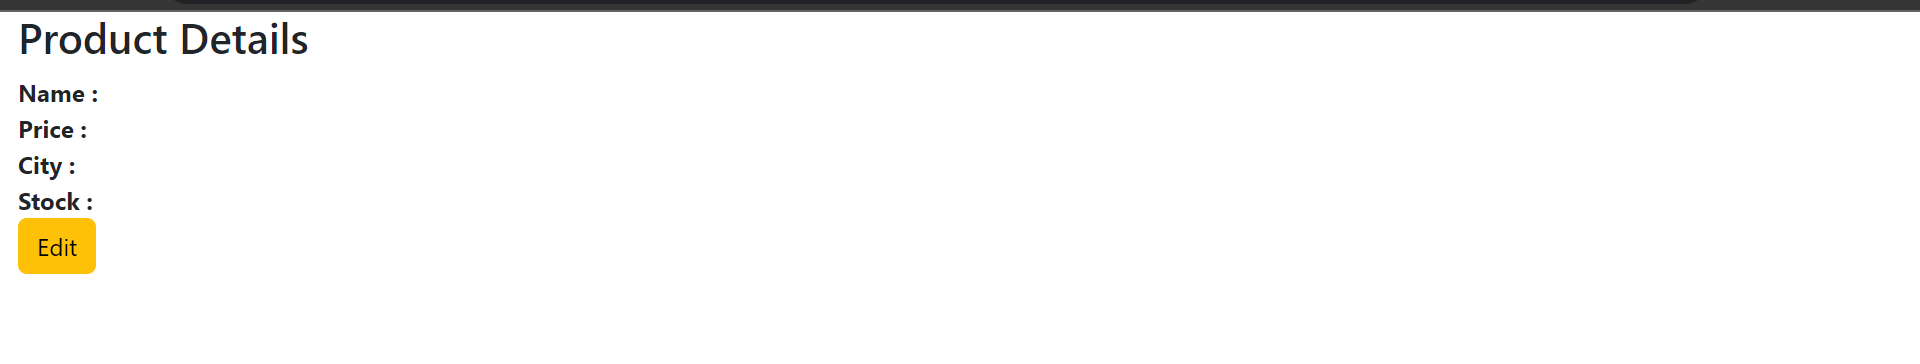 Product Details
Name :
Price :
City :
Stock :
Edit